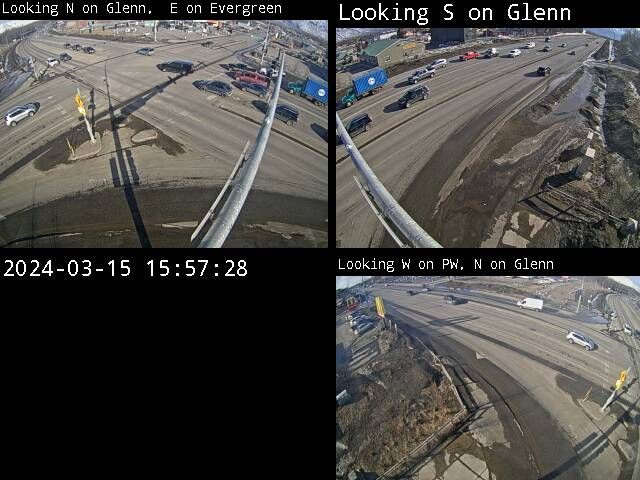 Looking N on Glenn, E on Evergreen
Looking S on Glenn
2024-03-15 15:57:28
Looking W on PW, N on Glenn